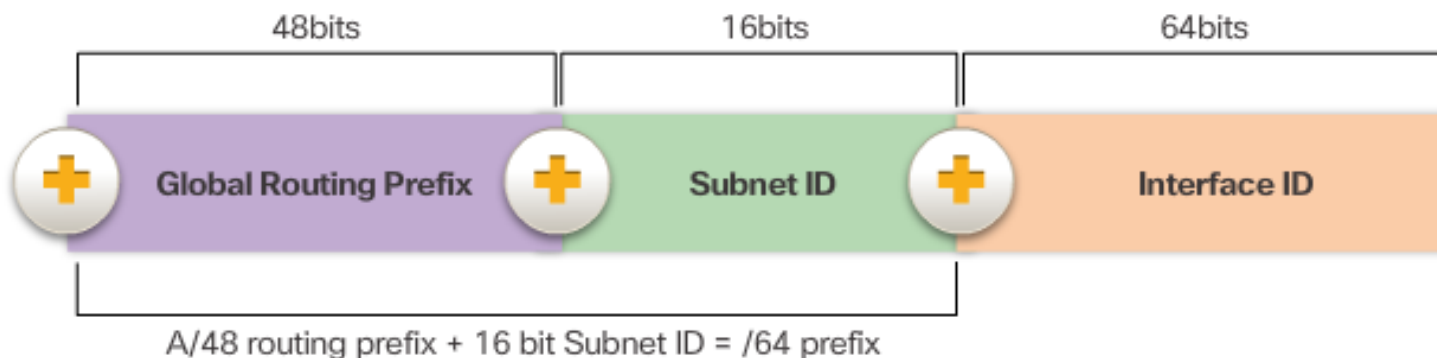 48bits
16bits
64bits
Global Routing Prefix
Subnet ID
Interface ID
A/48 routing prefix + 16 bit Subnet ID = /64 prefix